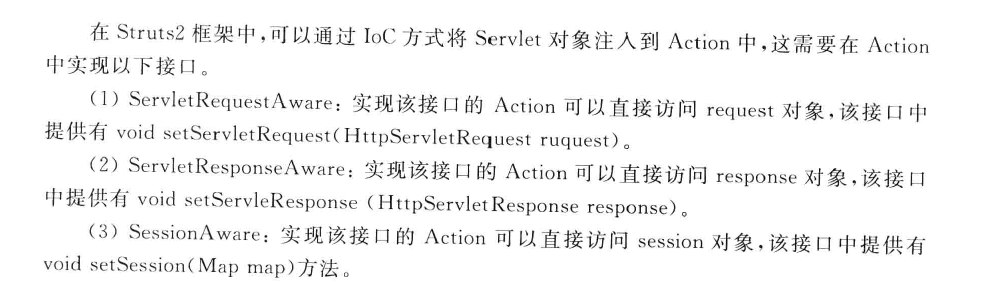 在 Struts2 框架中,可以通过 IoC 方式将 Servlet 对象注入到 Action 中,这需要在 Action
中实现以下接口。
(1) ServletRequestAware: 实现该接口的 Action 可以直接访问 request 对象,该接口中
提供有 void setServletRequest(HttpServletRequest ruquest)。
(2) ServletResponseAware: 实现该接口的 Action 可以直接访问 response 对象,该接口
中提供有 void setServleResponse (HttpServletResponse response)。
(3) SessionAware: 实现该接口的 Action 可以直接访问 session 对象,该接口中提供有
void setSession(Map map)方法。